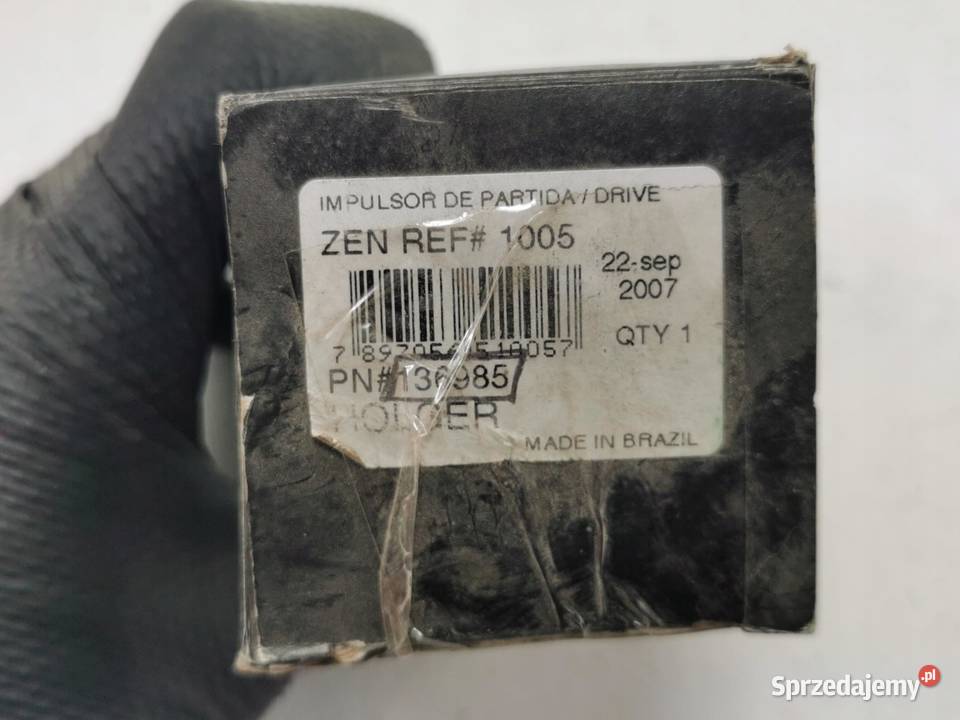 IMPULSOR DE PARTIDA / DRIVE
ZEN REF# 1005
22-sep
2007
QTY 1
PN#136985
HOLGER
MADE IN BRAZIL
Sprzedajemy.pl